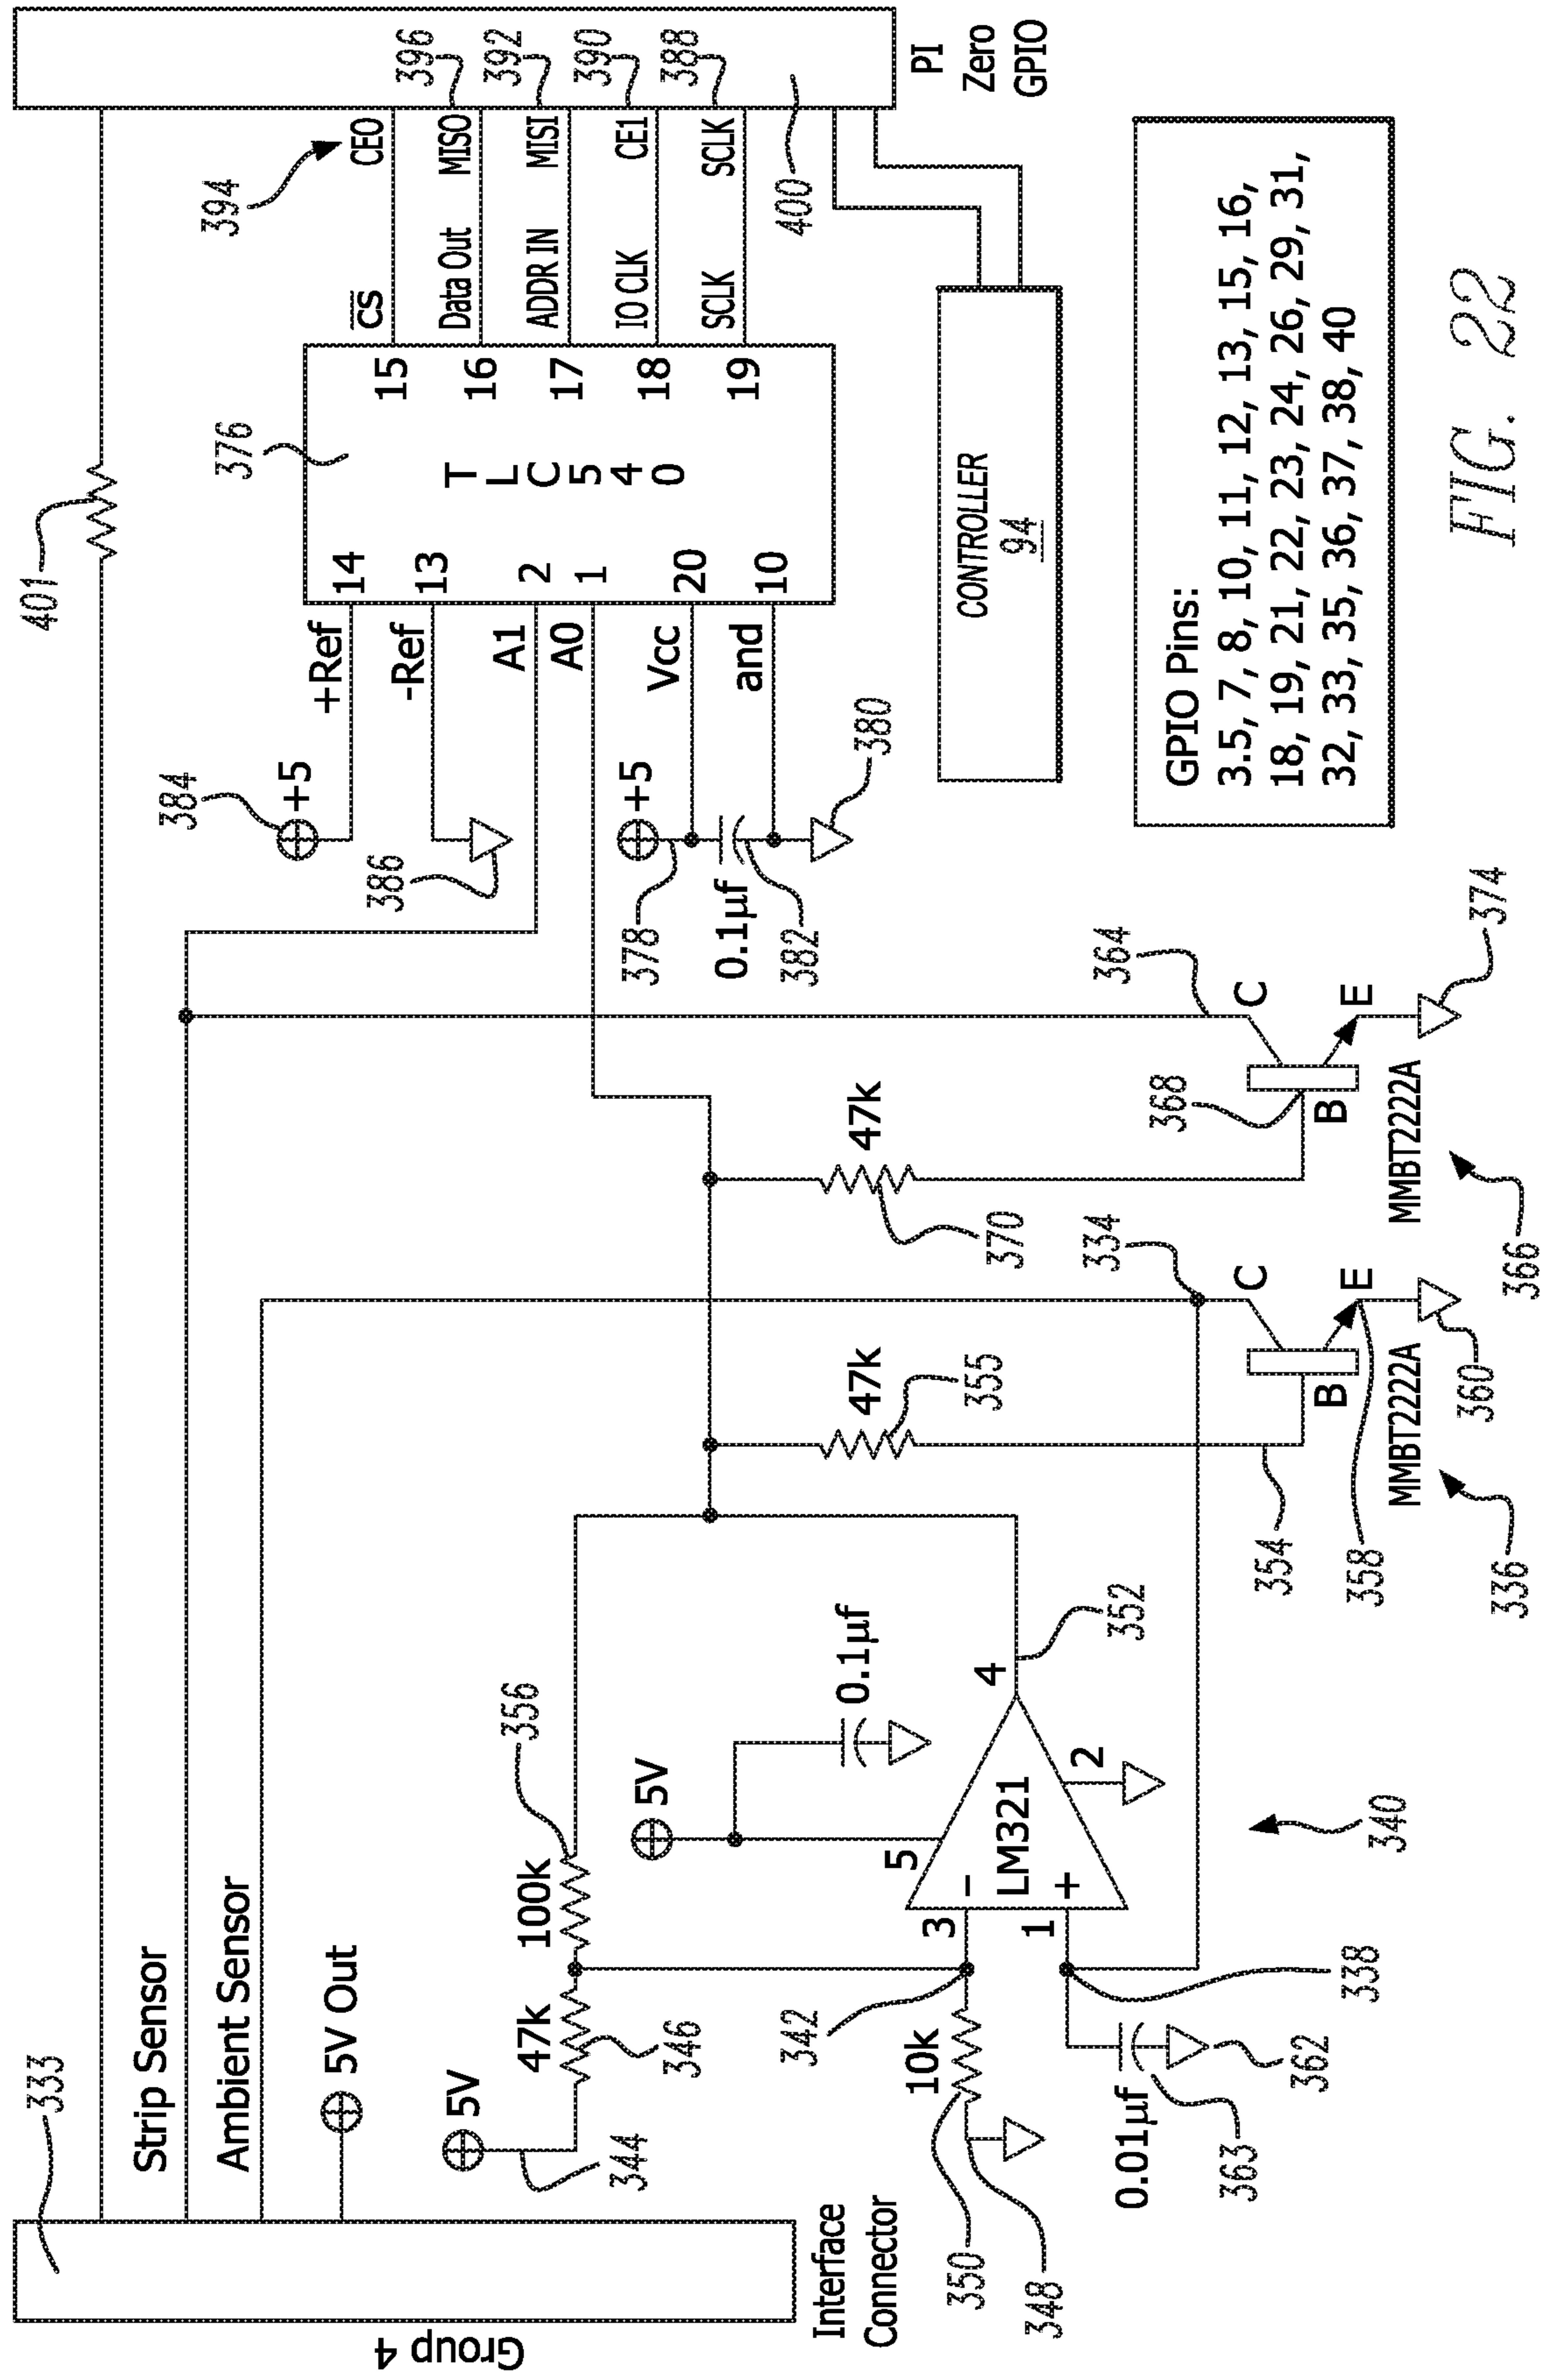 Group 4
333
Interface
Connector
Strip Sensor
Ambient Sensor
5V Out
5V
344
47k
346
100k
356
342
10k
350
348
0.01µf
363
362
338
3
1
−
+
LM321
5
5V
0.1µf
4
2
352
340
47k
355
354
358
336
MMBT2222A
B
C
E
360
334
47k
370
368
364
B
C
E
MMBT2222A
366
374
401
384
+5
+Ref
386
-Ref
A1
A0
+5
378
Vcc
0.1µf
382
and
380
376
14
13
2
1
20
10
T
L
C
5
4
0
15
16
17
18
19
CS
CE0
Data Out
MISO
ADDR IN
MISI
IO CLK
CE1
SCLK
SCLK
394
396
392
390
388
400
PI
Zero
GPIO
CONTROLLER
94
GPIO Pins:
3.5, 7, 8, 10, 11, 12, 13, 15, 16,
18, 19, 21, 22, 23, 24, 26, 29, 31,
32, 33, 35, 36, 37, 38, 40
FIG. 22